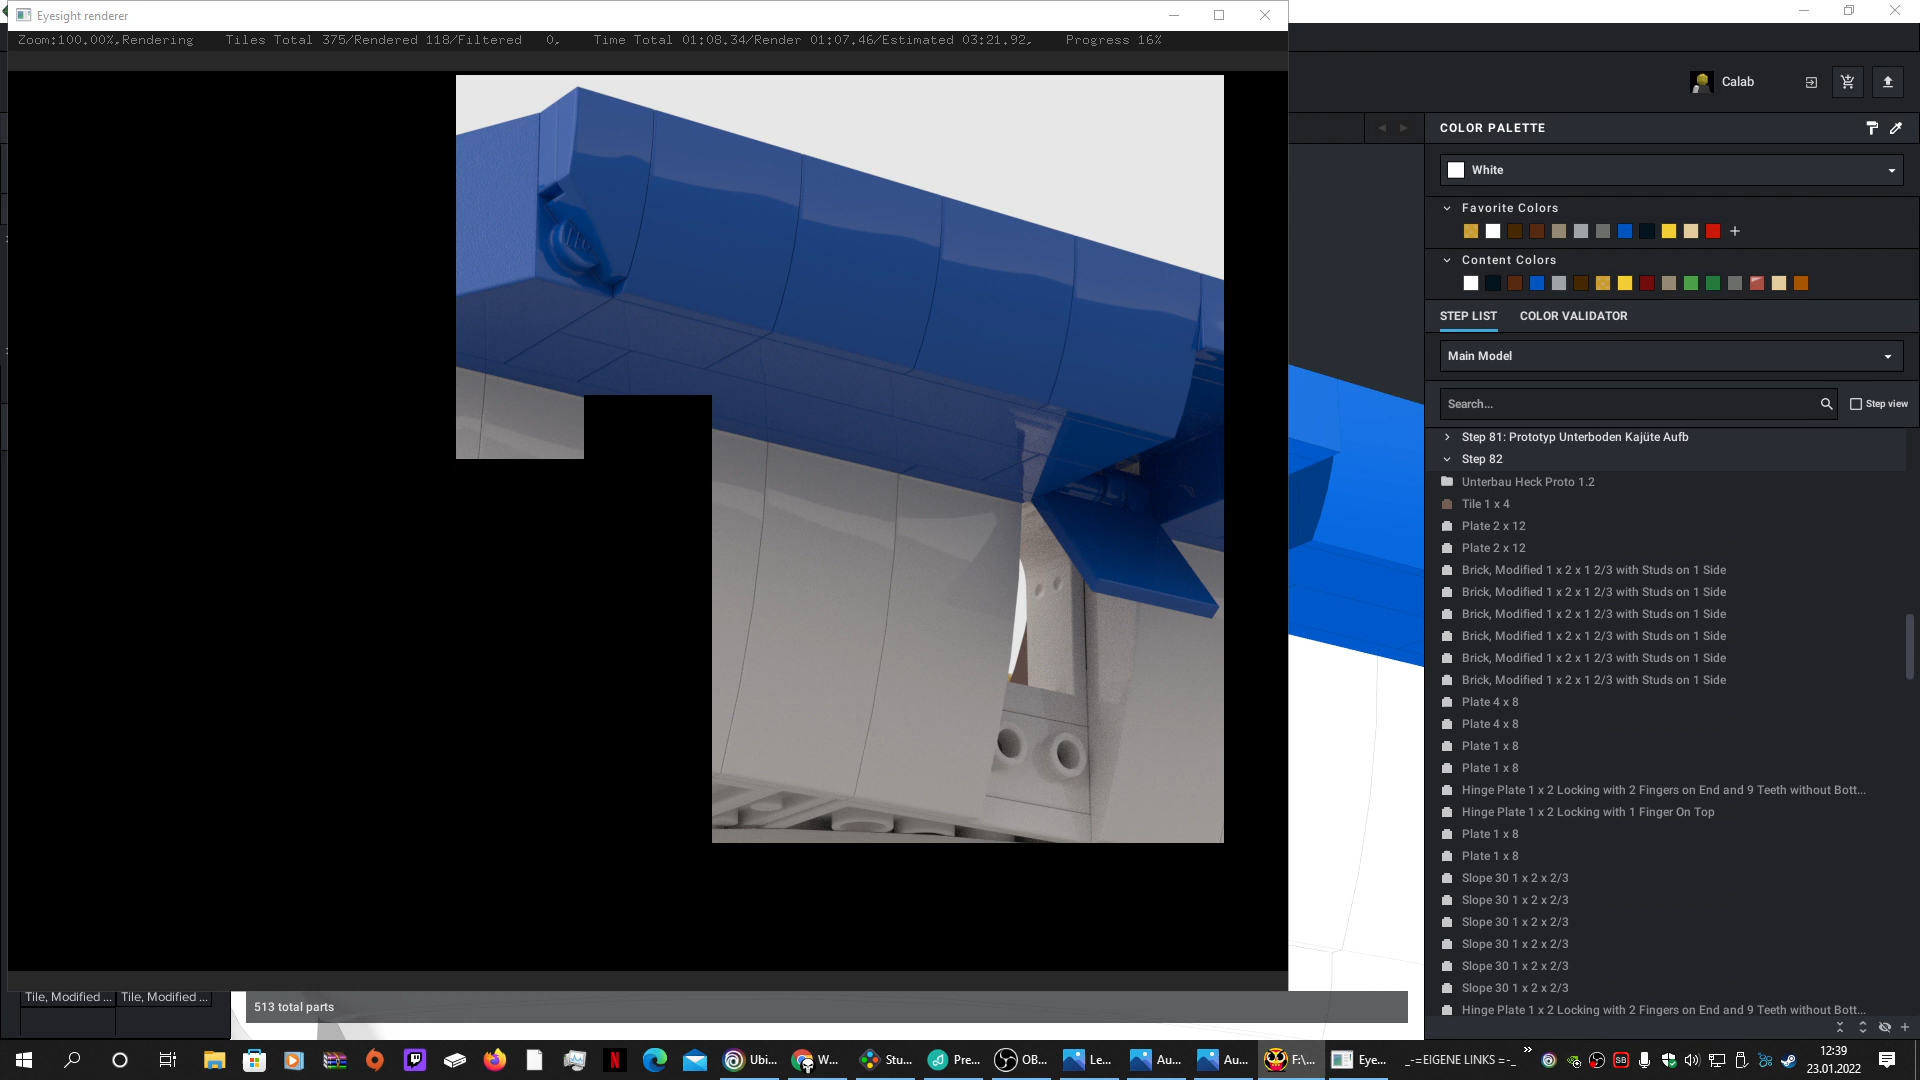 Eyesight renderer
Zoom:100.00%,Rendering Tiles Total 375/Rendered 118/Filtered 0, Time Total 01:08.34/Render 01:07.46/Estimated 03:21.92, Progress 16%
Calab
COLOR PALETTE
White
Favorite Colors
Content Colors
STEP LIST COLOR VALIDATOR
Main Model
Search... Step view
Step 81: Prototyp Unterboden Kajüte Aufb
Step 82
Unterbau Heck Proto 1.2
Tile 1 x 4
Plate 2 x 12
Plate 2 x 12
Brick, Modified 1 x 2 x 1 2/3 with Studs on 1 Side
Brick, Modified 1 x 2 x 1 2/3 with Studs on 1 Side
Brick, Modified 1 x 2 x 1 2/3 with Studs on 1 Side
Brick, Modified 1 x 2 x 1 2/3 with Studs on 1 Side
Brick, Modified 1 x 2 x 1 2/3 with Studs on 1 Side
Brick, Modified 1 x 2 x 1 2/3 with Studs on 1 Side
Plate 4 x 8
Plate 4 x 8
Plate 1 x 8
Plate 1 x 8
Hinge Plate 1 x 2 Locking with 2 Fingers on End and 9 Teeth without Bott...
Hinge Plate 1 x 2 Locking with 1 Finger On Top
Plate 1 x 8
Plate 1 x 8
Slope 30 1 x 2 x 2/3
Slope 30 1 x 2 x 2/3
Slope 30 1 x 2 x 2/3
Slope 30 1 x 2 x 2/3
Slope 30 1 x 2 x 2/3
Slope 30 1 x 2 x 2/3
Hinge Plate 1 x 2 Locking with 2 Fingers on End and 9 Teeth without Bott...
Tile, Modified ... Tile, Modified ...
513 total parts
Ubi... W... Stu... Pre... OB... Le... Au... Au... F:\... Eye... _-=EIGENE LINKS =-_ » SB 12:39
23.01.2022